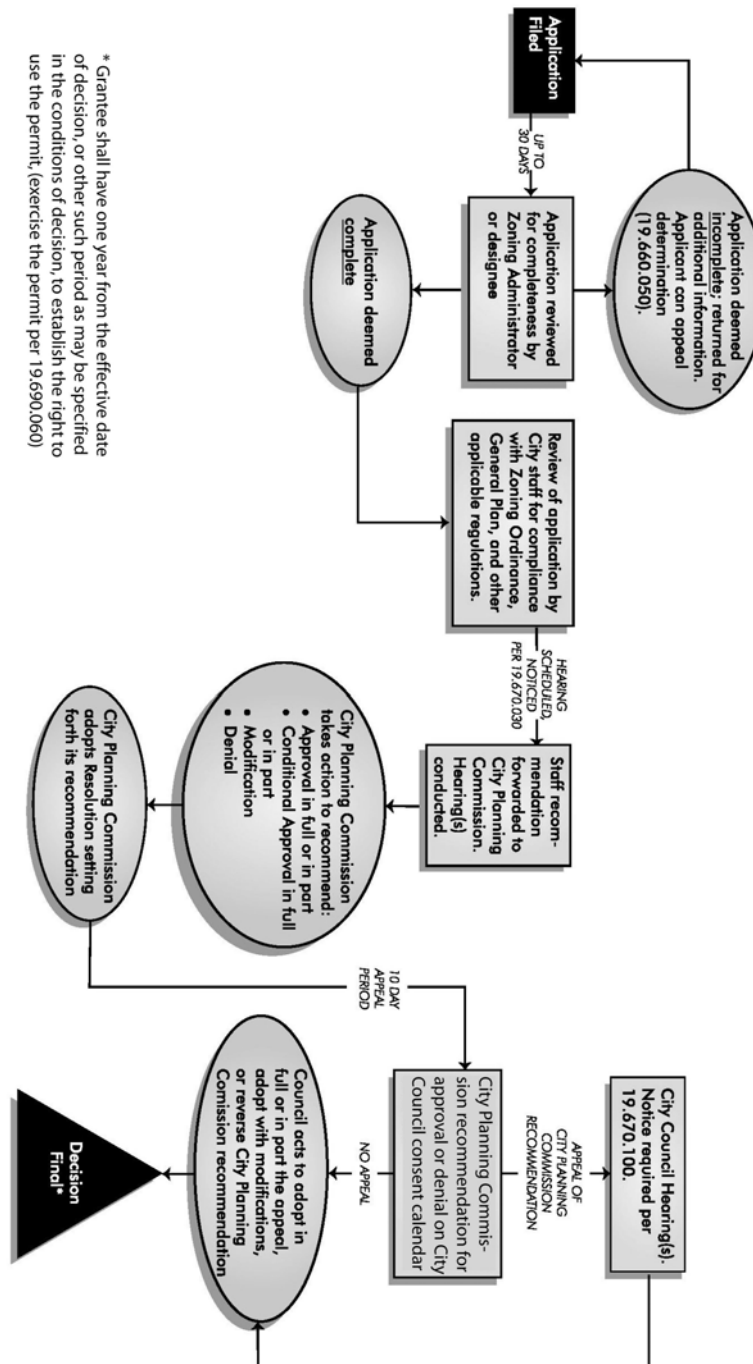 Application
Filed
UP TO
30 DAYS
Application deemed
incomplete; returned for
additional information.
Applicant can appeal
determination
(19.660.050).
Application reviewed
for completeness by
Zoning Administrator
or designee
Application deemed
complete
Review of application by
City staff for compliance
with Zoning Ordinance,
General Plan, and other
applicable regulations.
HEARING
SCHEDULED,
NOTICED
PER 19.670.030
Staff recom-
mendation
forwarded to
City Planning
Commission.
Hearing(s)
conducted.
City Planning Commission
takes action to recommend:
• Approval in full or in part
• Conditional Approval in full
or in part
• Modification
• Denial
City Planning Commission
adopts Resolution setting
forth its recommendation
10 DAY
APPEAL
PERIOD
City Planning Commis-
sion recommendation for
approval or denial on City
Council consent calendar
APPEAL OF
CITY PLANNING
COMMISSION
RECOMMENDATION
City Council Hearing(s).
Notice required per
19.670.100.
NO APPEAL
Council acts to adopt in
full or in part the appeal,
adopt with modifications,
or reverse City Planning
Comission recommendation
Decision
Final*
* Grantee shall have one year from the effective date
of decision, or other such period as may be specified
in the conditions of decision, to establish the right to
use the permit, (exercise the permit per 19.690.060)